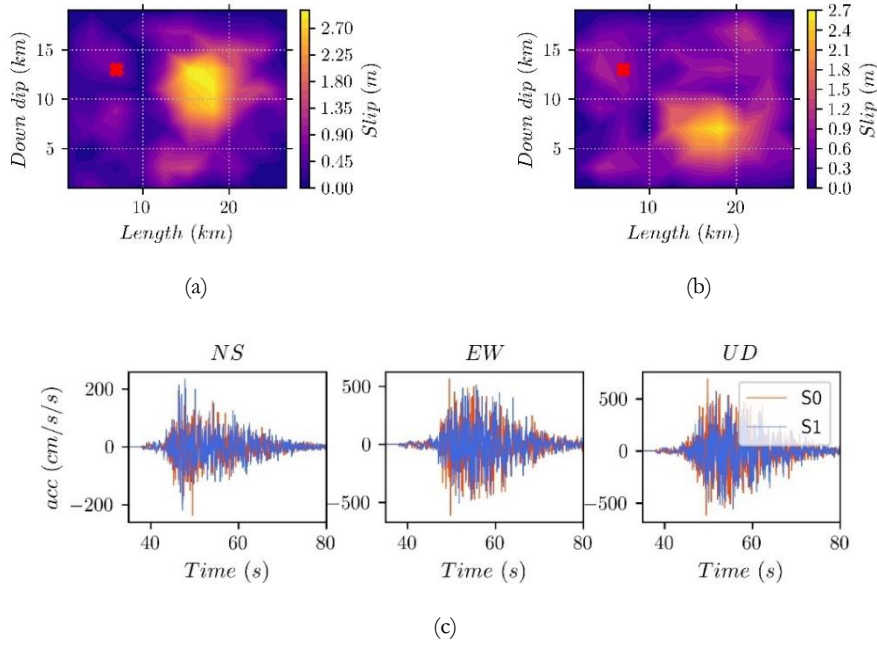 Down dip (km)
15
10
5
10 20
Length (km)
2.70
2.25
1.80
1.35
0.90
0.45
0.00
Slip (m)
(a)
Down dip (km)
15
10
5
10 20
Length (km)
2.7
2.4
2.1
1.8
1.5
1.2
0.9
0.6
0.3
0.0
Slip (m)
(b)
NS
acc (cm/s/s)
200
0
−200
40 60 80
Time (s)
EW
500
0
−500
40 60 80
Time (s)
UD
500
0
−500
40 60 80
Time (s)
S0
S1
(c)